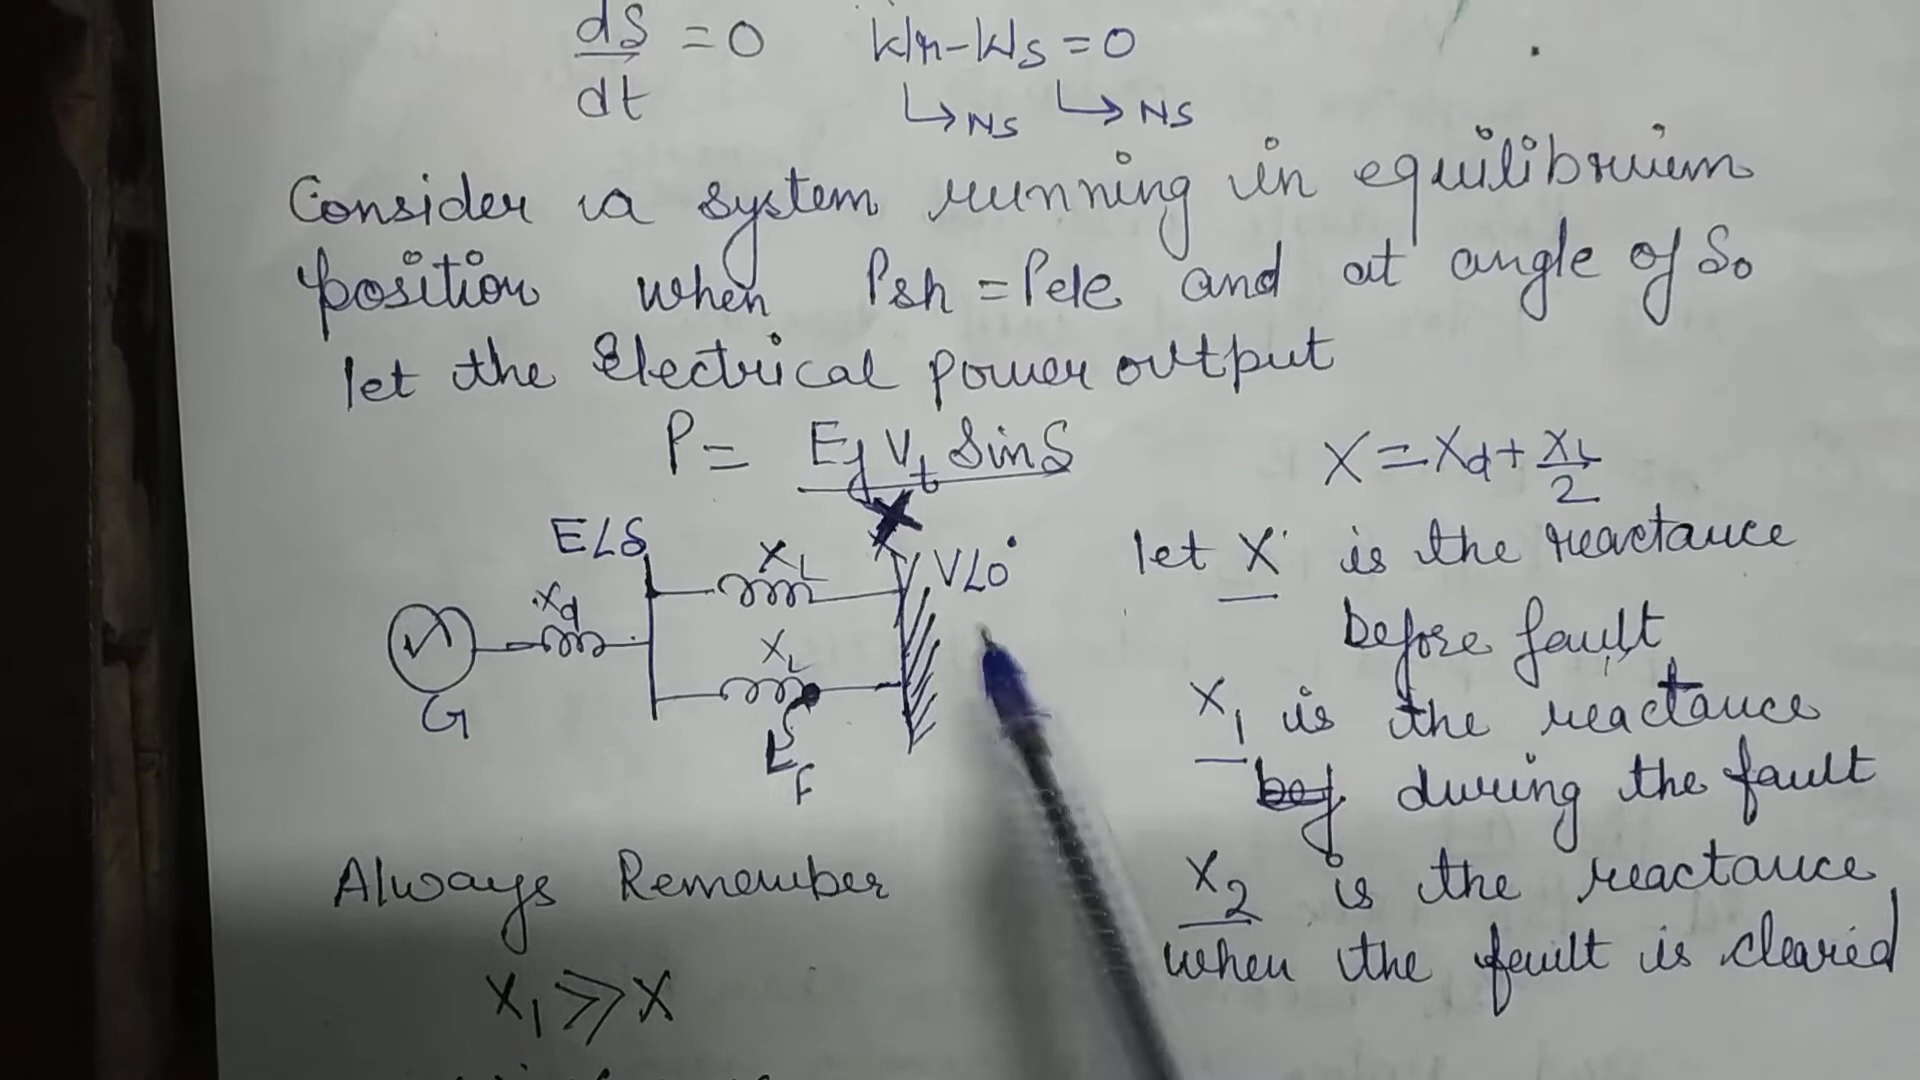 dδ/dt = 0 Wr-Ws = 0
↳NS ↳NS
Consider a system running in equilibrium
position when Psh = Pele and at angle of δo
let the Electrical power output
P = Ef Vt Sinδ / X
X = Xd + XL/2
E∠δ
XL
V∠0°
Xd
XL
G
F
let X is the reactance
before fault
X1 is the reactance
during the fault
X2 is the reactance
when the fault is cleared
Always Remember
X1 ⩾ X